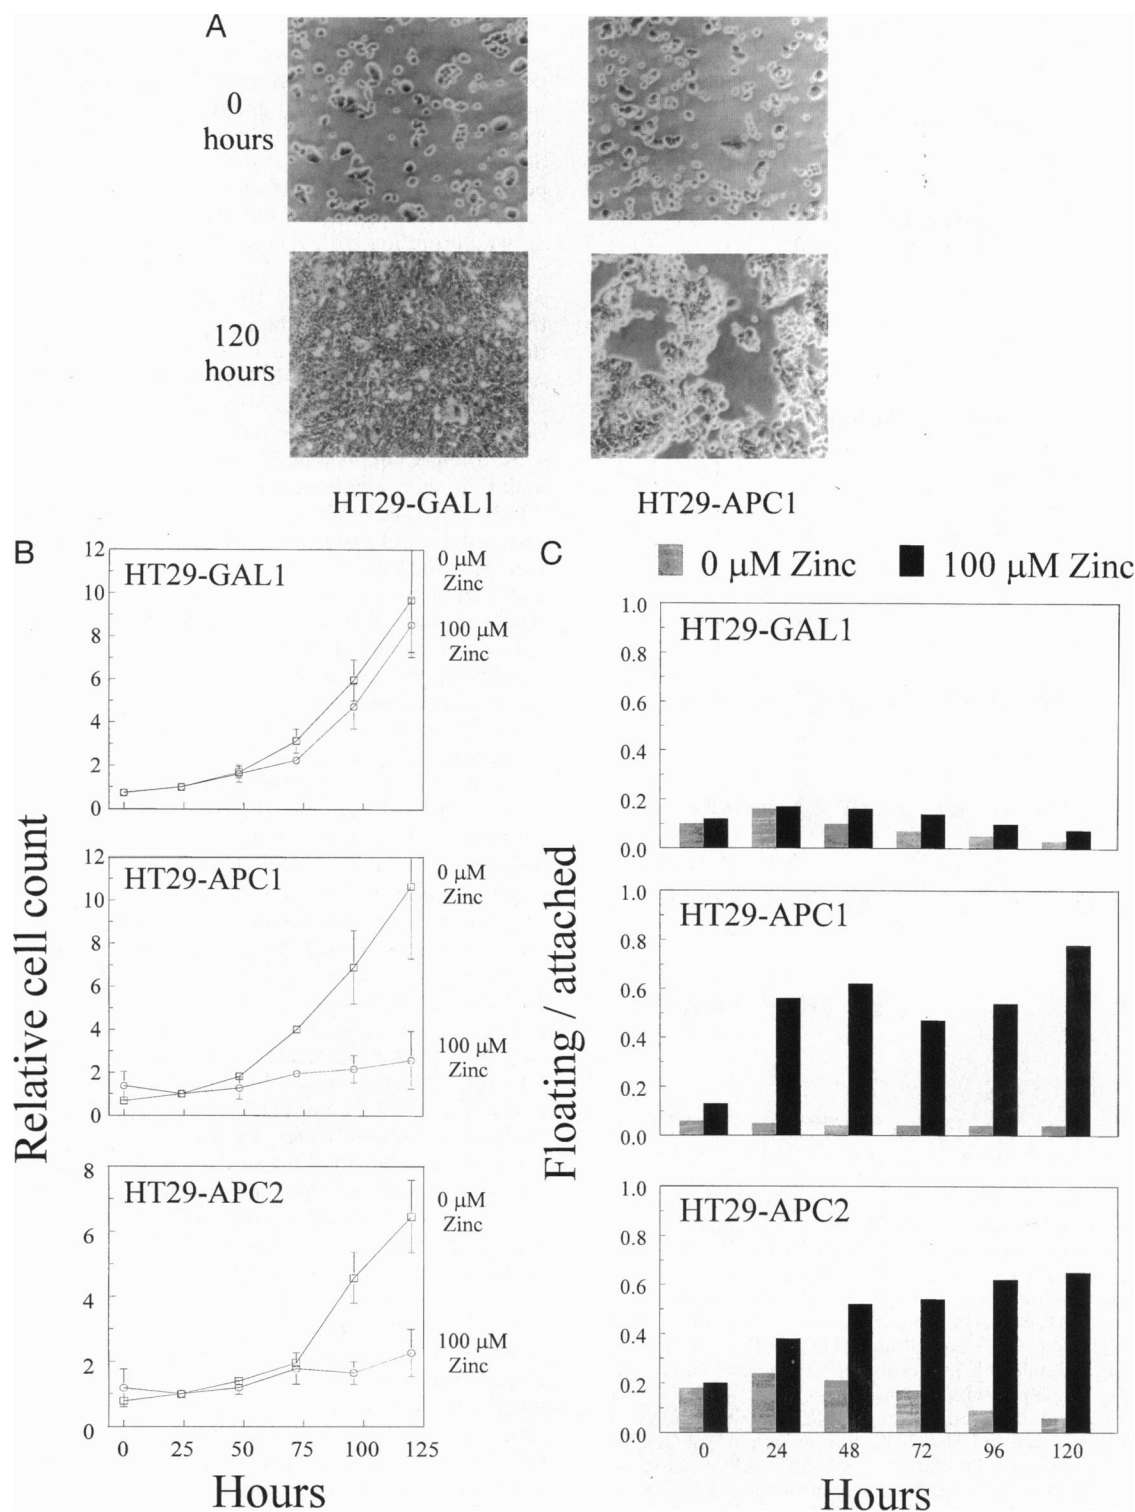 A
0
hours
120
hours
HT29-GAL1
HT29-APC1
B
Relative cell count
12
10
8
6
4
2
0
HT29-GAL1
0 μM
Zinc
100 μM
Zinc
12
10
8
6
4
2
0
HT29-APC1
0 μM
Zinc
100 μM
Zinc
8
6
4
2
0
HT29-APC2
0 μM
Zinc
100 μM
Zinc
0 25 50 75 100 125
Hours
C
0 μM Zinc
100 μM Zinc
Floating / attached
1.0
0.8
0.6
0.4
0.2
0.0
HT29-GAL1
1.0
0.8
0.6
0.4
0.2
0.0
HT29-APC1
1.0
0.8
0.6
0.4
0.2
0.0
HT29-APC2
0 24 48 72 96 120
Hours